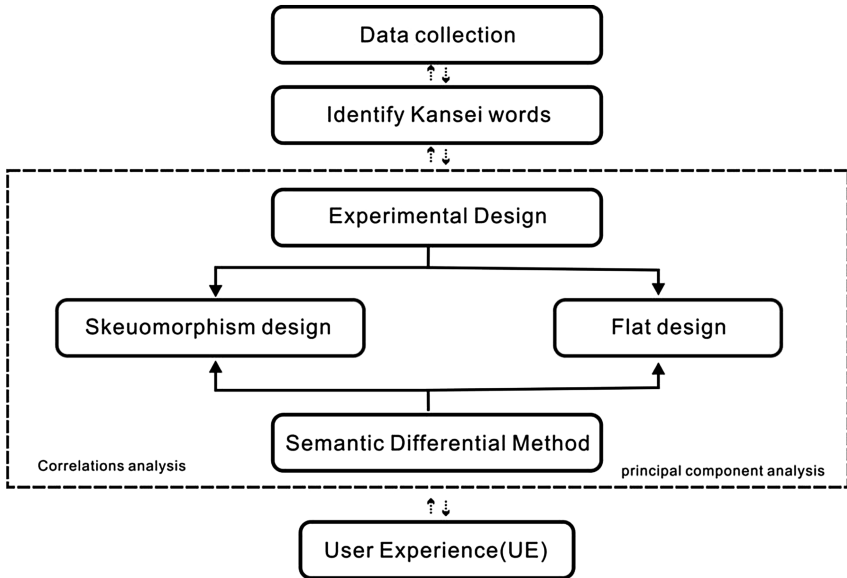 Data collection
Identify Kansei words
Experimental Design
Skeuomorphism design
Flat design
Semantic Differential Method
Correlations analysis
principal component analysis
User Experience(UE)